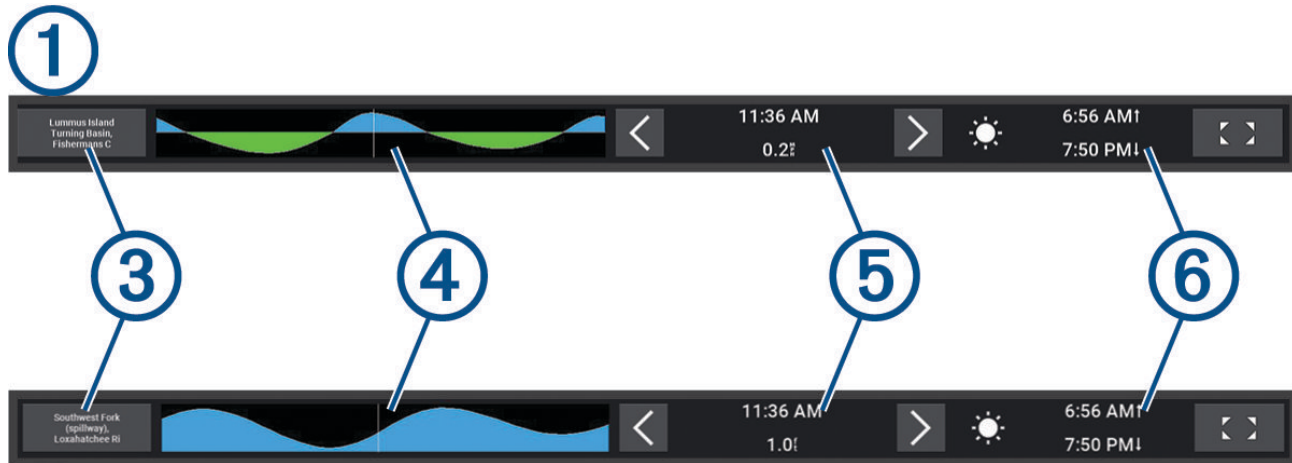 1
Lummus Island
Turning Basin,
Fishermans C
11:36 AM
0.2
6:56 AM↑
7:50 PM↓
3
4
5
6
Southwest Fork
(spillway),
Loxahatchee Ri
11:36 AM
1.0
6:56 AM↑
7:50 PM↓